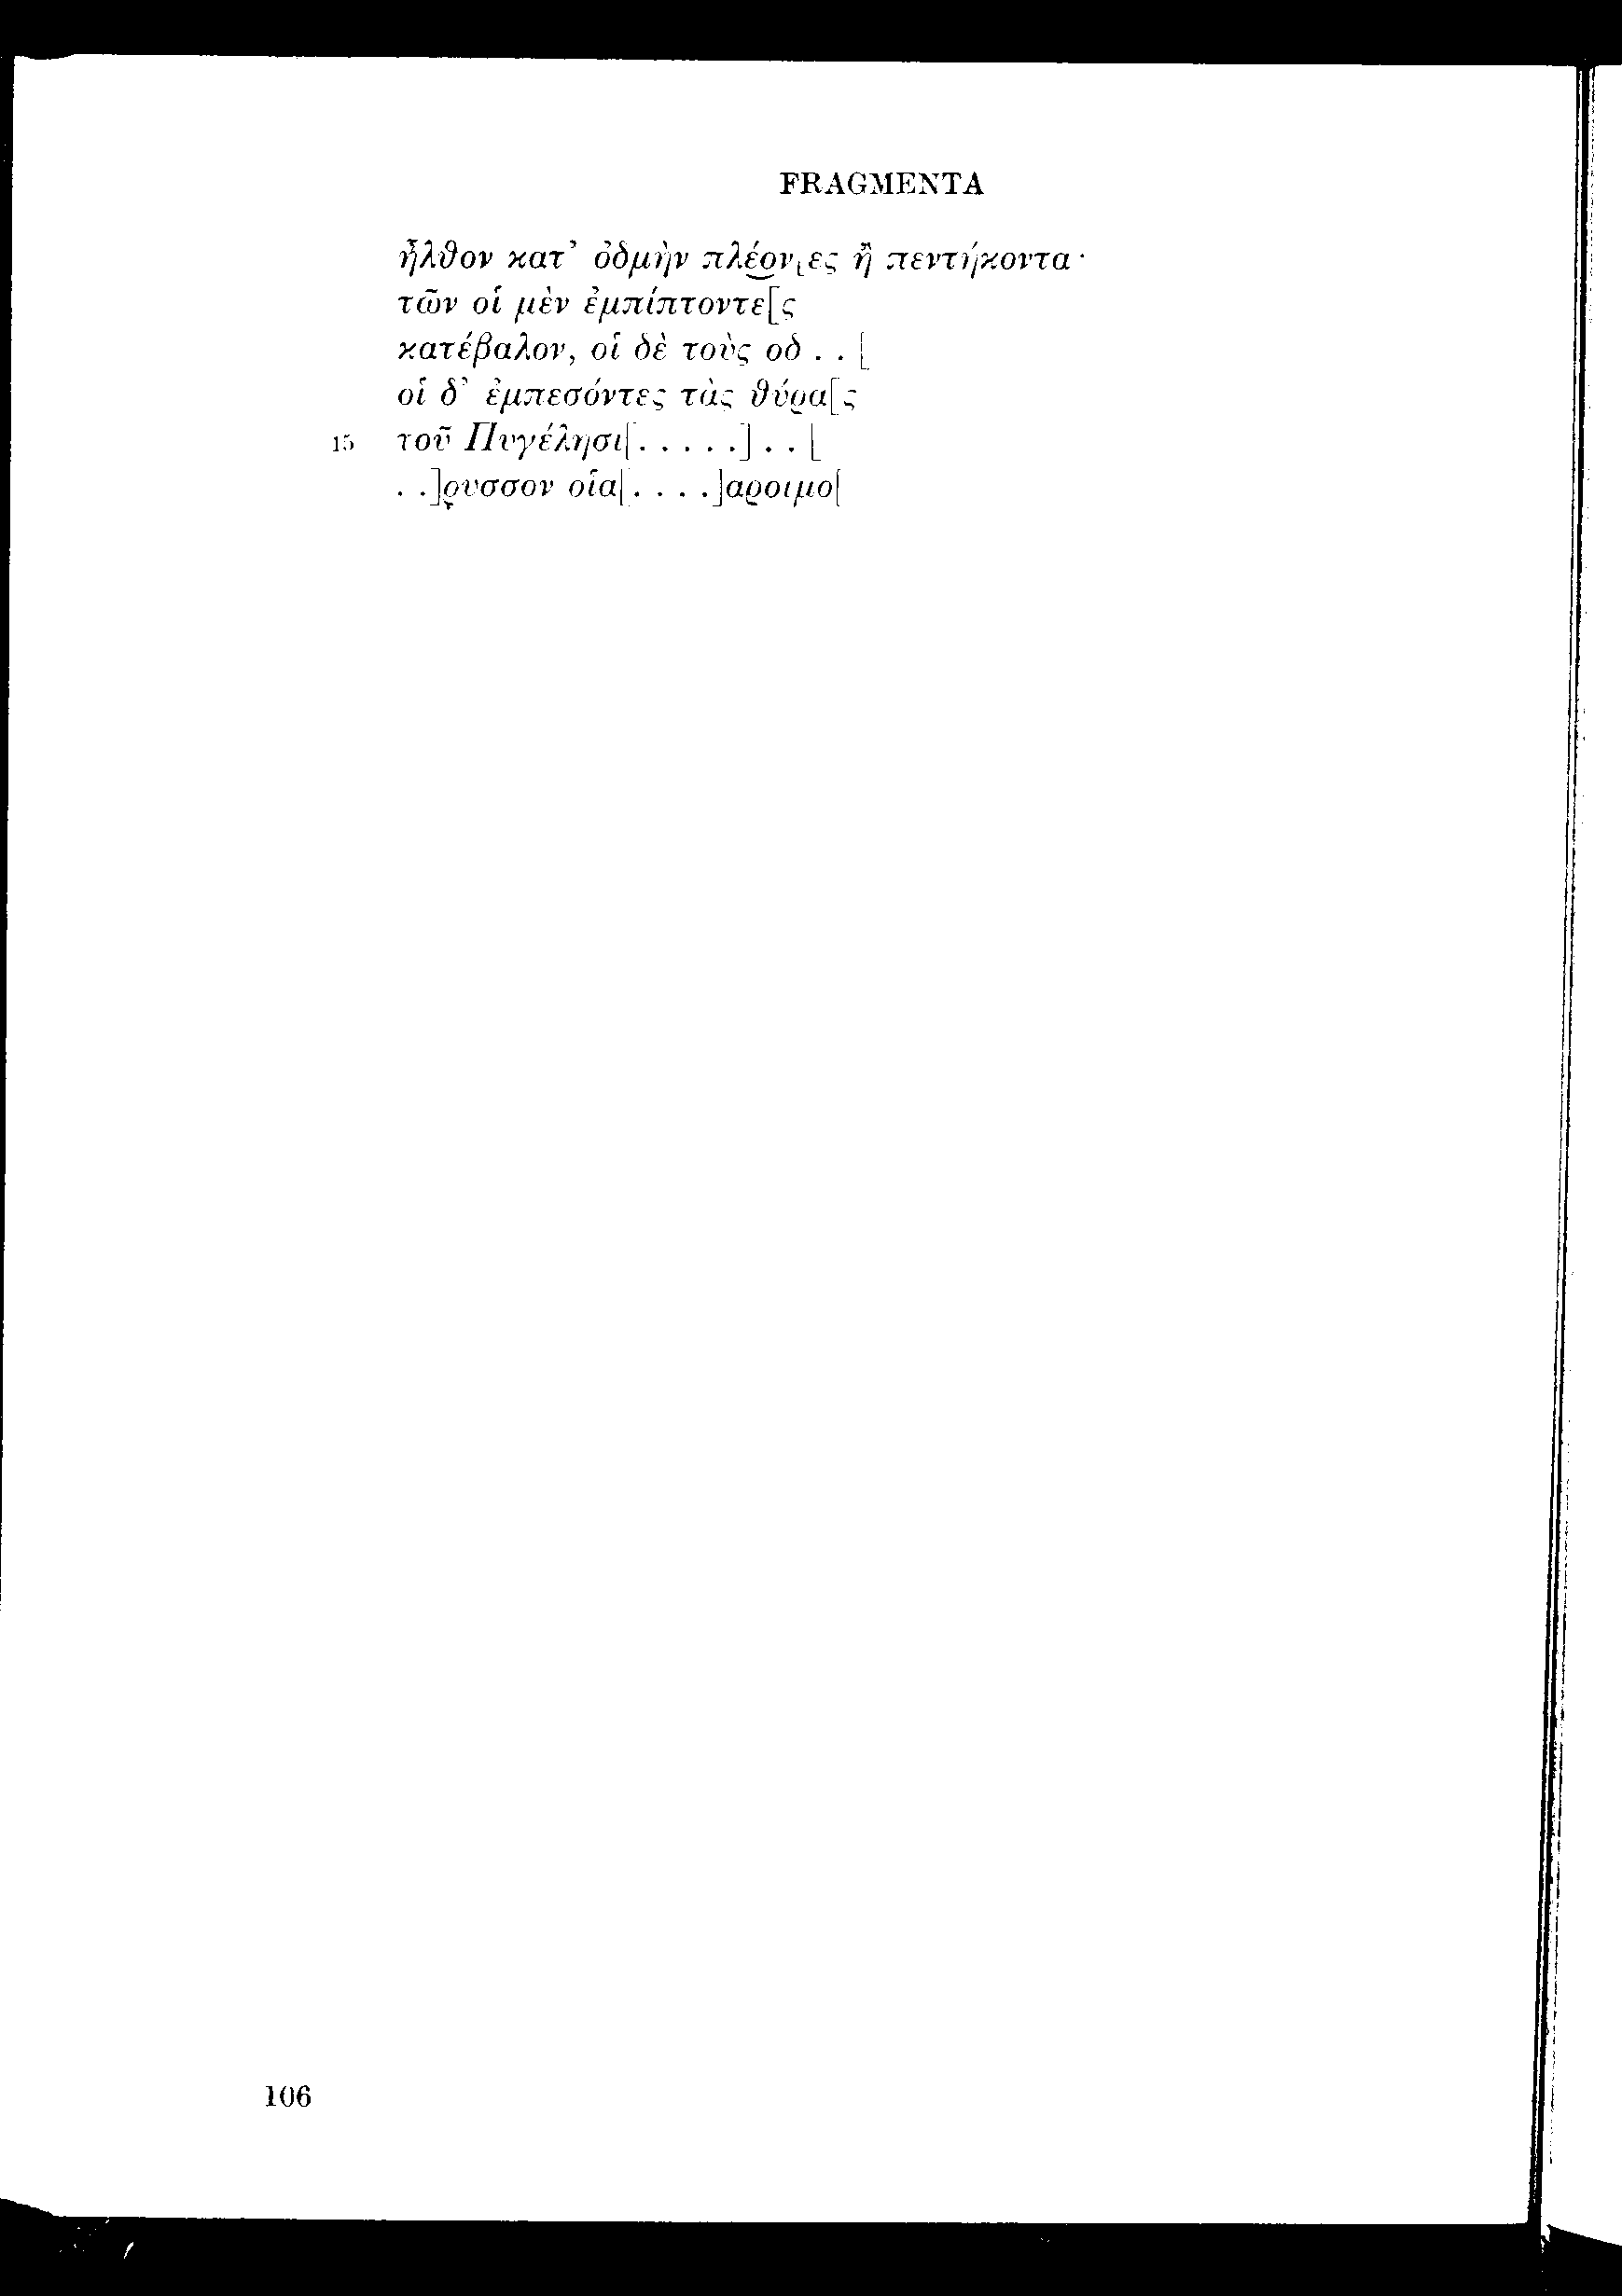 FRAGMENTA
ἦλθον κατ’ ὀδμὴν πλέον⌊ες ἢ πεντήκοντα·
τῶν οἱ μὲν ἐμπίπτοντε[ς
κατέβαλον, οἱ δὲ τοὺς οδ . . [
οἱ δ’ ἐμπεσόντες τὰς θύρα[ς
15 τοῦ Πυγέλησι[. . . . .] . . [
. .]ρυσσον οἷα[. . . .]αροιμο[
106